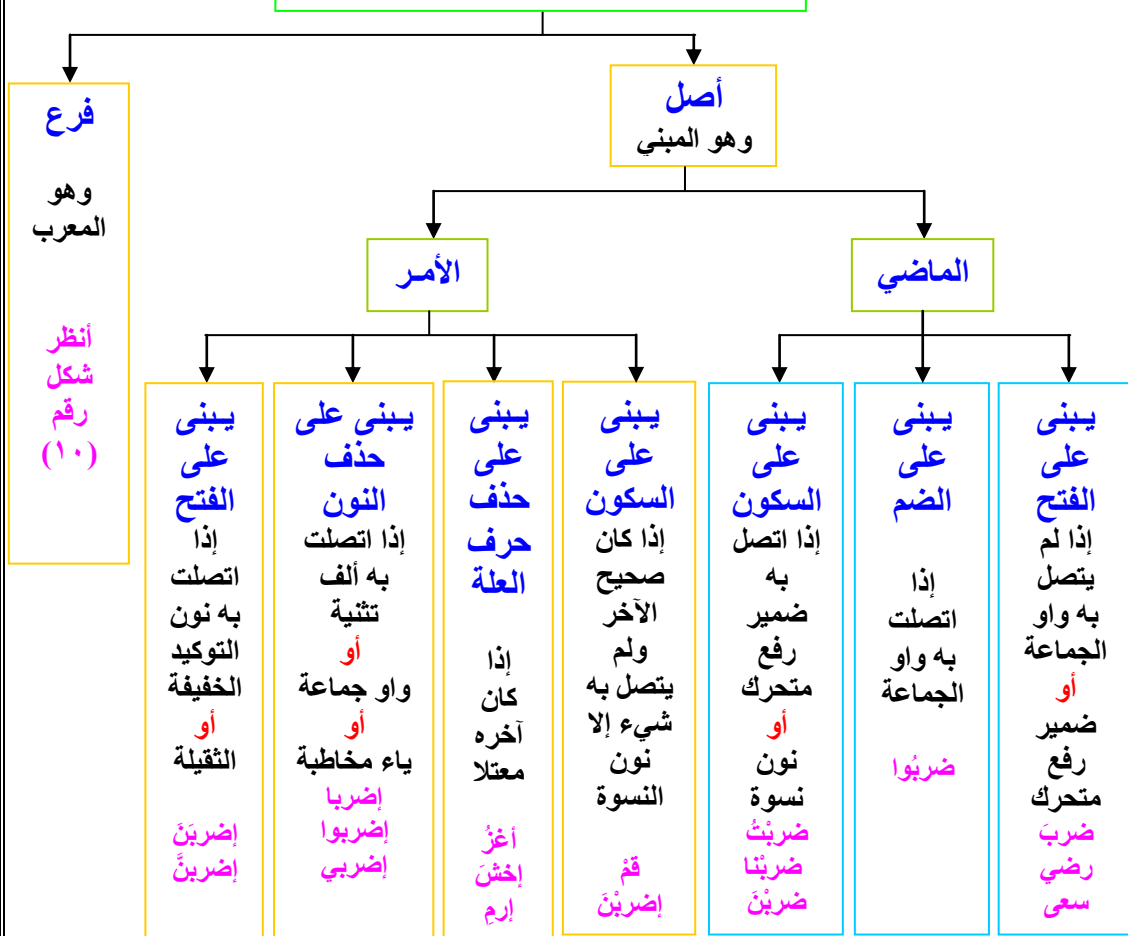 أصل
وهو المبني
فرع
وهو
المعرب
أنظر
شكل
رقم
(١٠)
الماضي
الأمـر
يـبنى
على
الفتح
إذا لم
يتصل
به واو
الجماعة
أو
ضمير
رفع
متحرك
ضربَ
رضي
سعى
يـبنى
على
الضم
إذا
اتصلت
به واو
الجماعة
ضربُوا
يـبنى
على
السكون
إذا اتصل
به
ضمير
رفع
متحرك
أو
نون
نسوة
ضربْتُ
ضربْنا
ضربْنَ
يـبنى
على
السكون
إذا كان
صحيح
الآخر
ولم
يتصل به
شيء إلا
نون
النسوة
قمْ
إضربْنَ
يـبنى
على
حذف
حرف
العلة
إذا
كان
آخره
معتلا
أغزُ
إخشَ
إرمِ
يـبنى على
حذف
النون
إذا اتصلت
به ألف
تثنية
أو
واو جماعة
أو
ياء مخاطبة
إضربا
إضربوا
إضربي
يـبنى
على
الفتح
إذا
اتصلت
به نون
التوكيد
الخفيفة
أو
الثقيلة
إضربَنَ
إضربنَّ